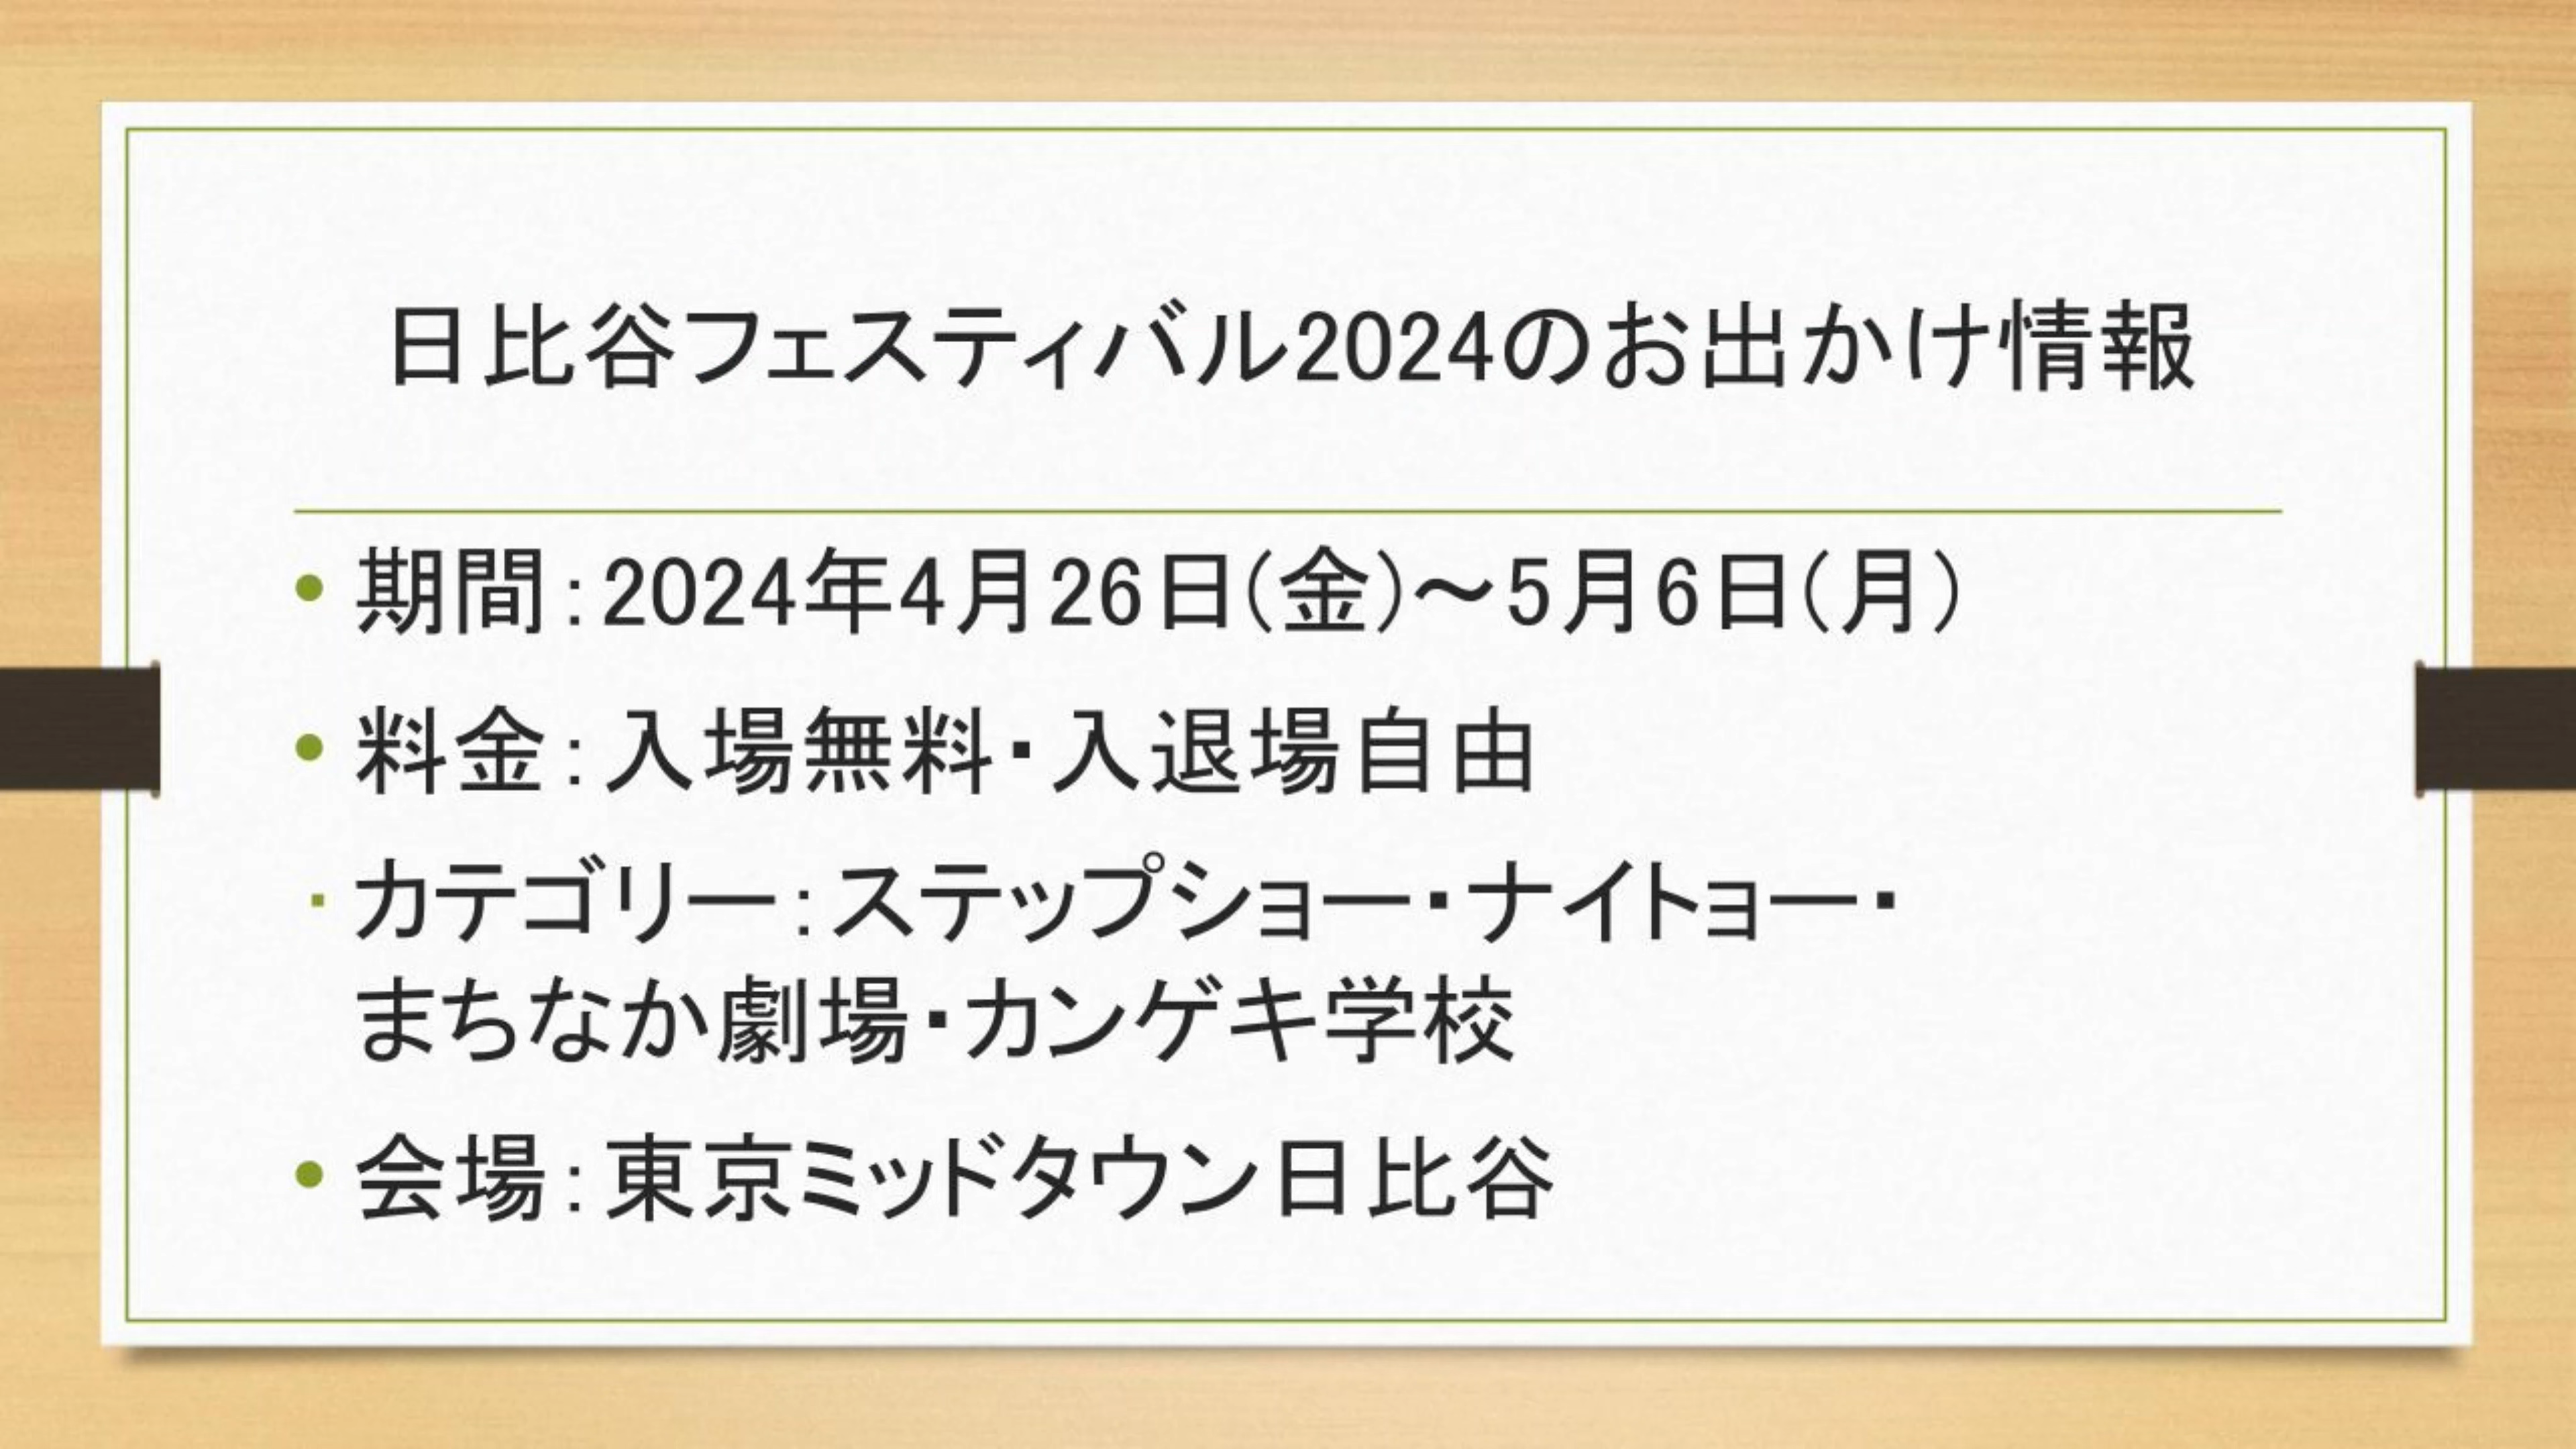 日比谷フェスティバル2024のお出かけ情報
• 期間：2024年4月26日（金）～5月6日（月）
• 料金：入場無料・入退場自由
・カテゴリー：ステップショー・ナイトョー・
まちなか劇場・カンゲキ学校
• 会場：東京ミッドタウン日比谷